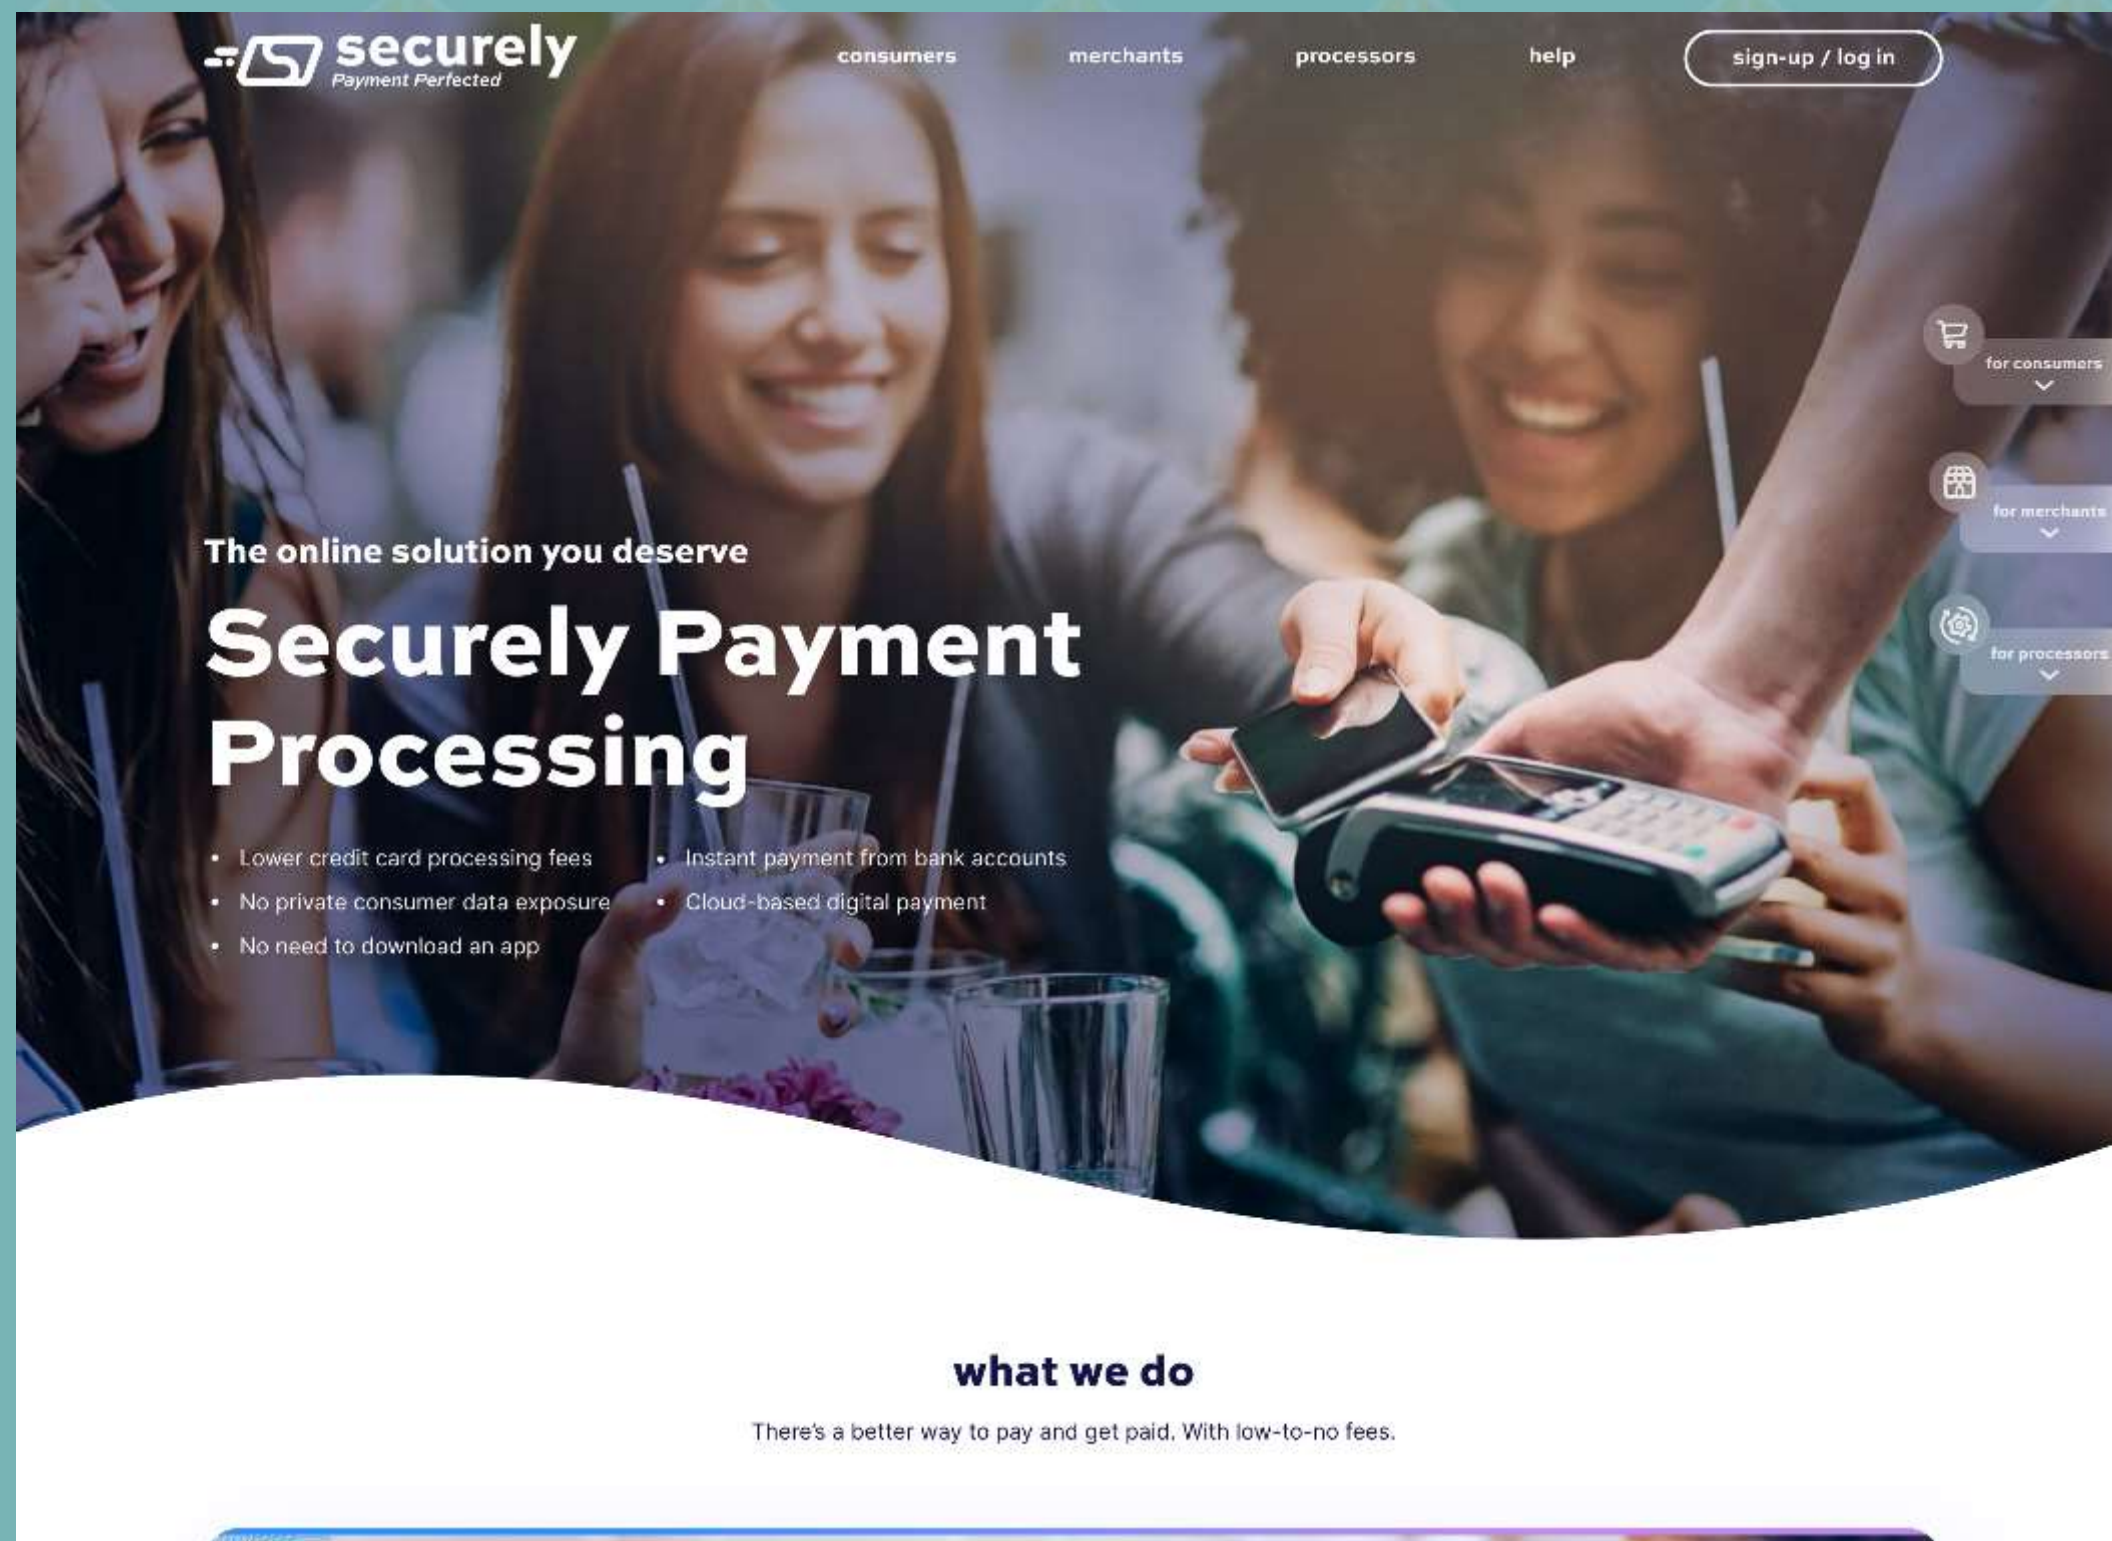 securely
Payment Perfected
consumers
merchants
processors
help
sign-up / log in
for consumers
for merchants
for processors
The online solution you deserve
Securely Payment
Processing
• Lower credit card processing fees
• No private consumer data exposure
• No need to download an app
• Instant payment from bank accounts
• Cloud-based digital payment
what we do
There's a better way to pay and get paid. With low-to-no fees.